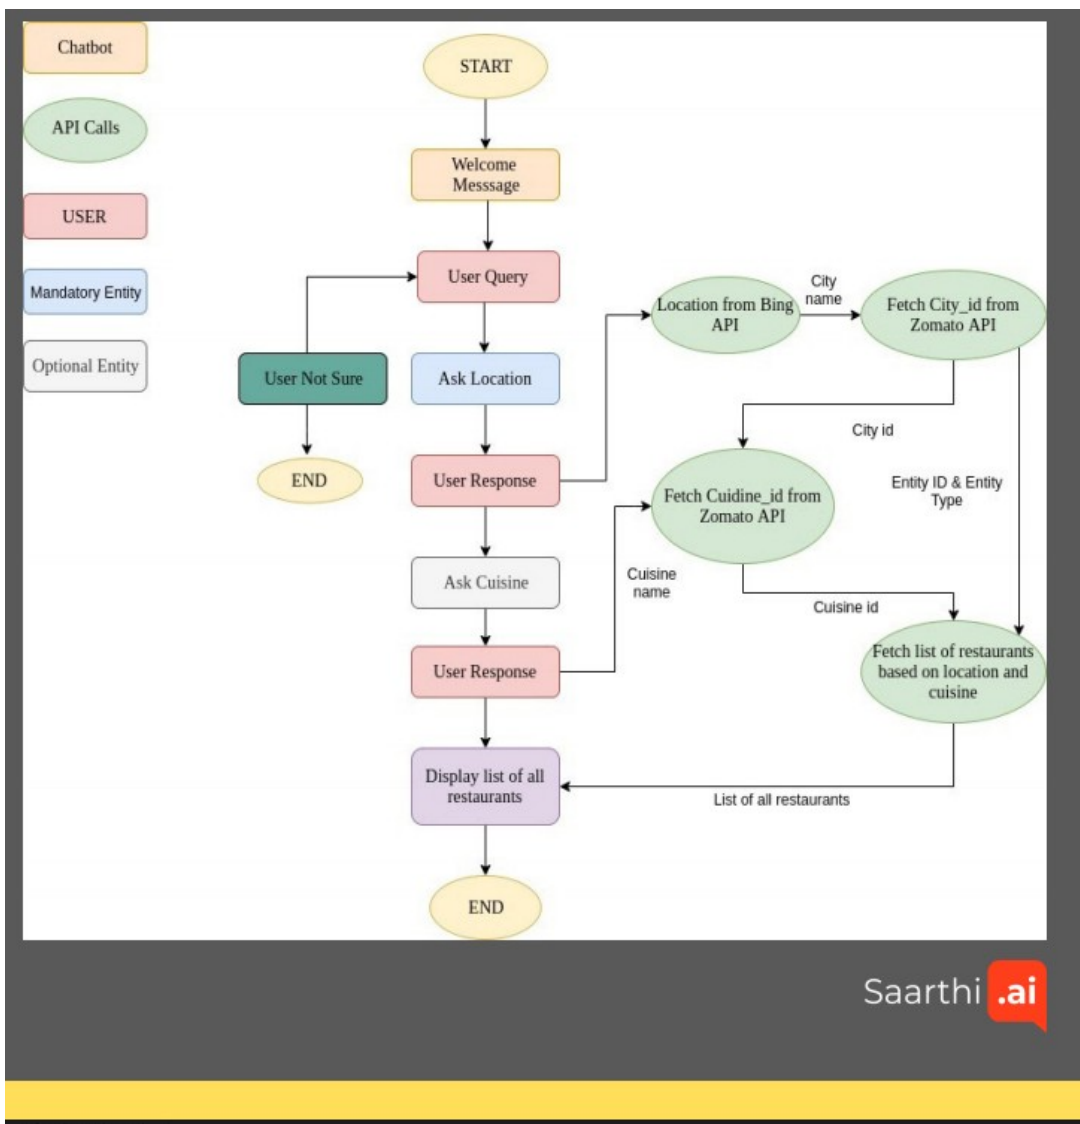 Chatbot
API Calls
USER
Mandatory Entity
Optional Entity
START
Welcome
Messsage
User Query
User Not Sure
Ask Location
END
User Response
Ask Cuisine
User Response
Display list of all
restaurants
END
Location from Bing
API
City
name
Fetch City_id from
Zomato API
City id
Entity ID & Entity
Type
Fetch Cuidine_id from
Zomato API
Cuisine
name
Cuisine id
Fetch list of restaurants
based on location and
cuisine
List of all restaurants
Saarthi .ai